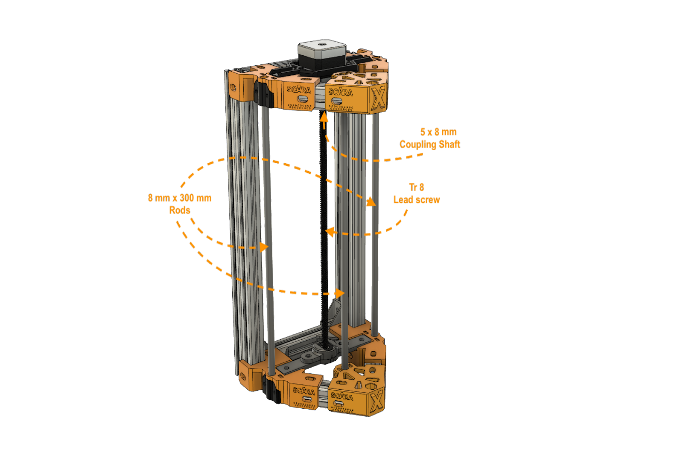 5 x 8 mm
Coupling Shaft
Tr 8
Lead screw
8 mm x 300 mm
Rods
X
X